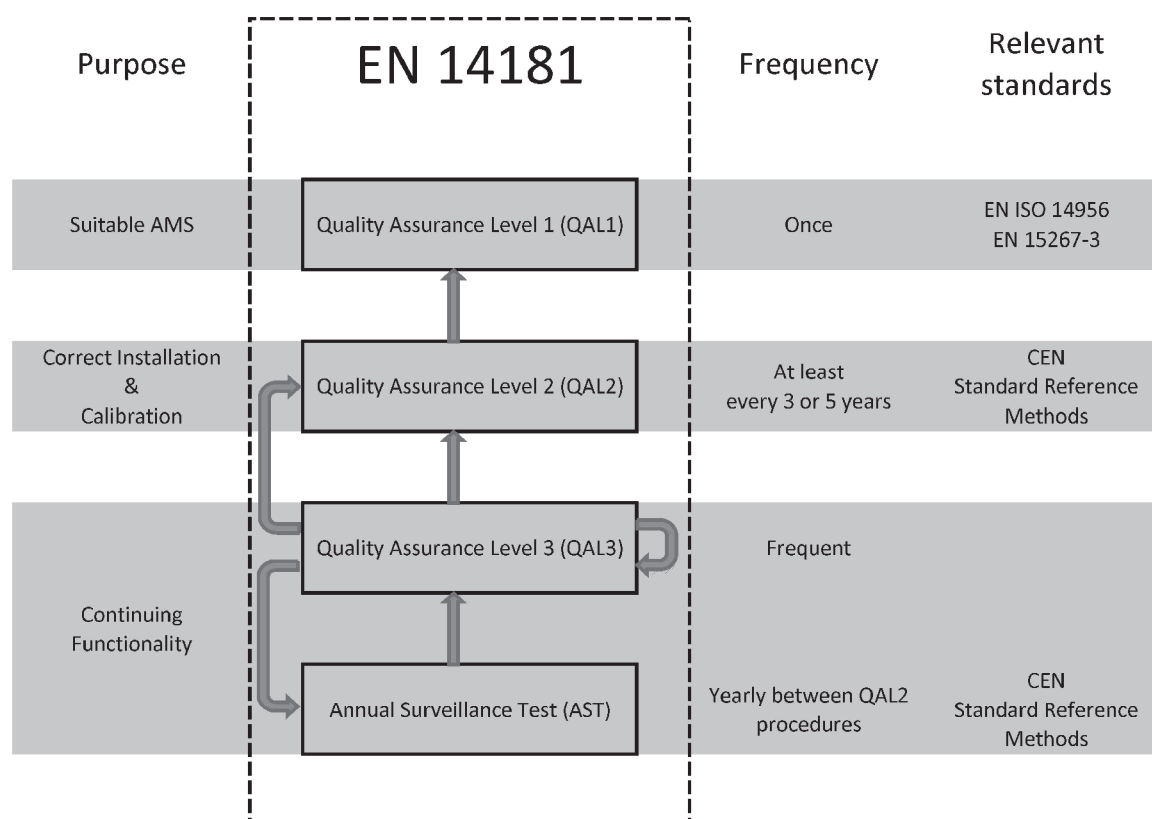 Purpose
EN 14181
Frequency
Relevant
standards
Suitable AMS
Quality Assurance Level 1 (QAL1)
Once
EN ISO 14956
EN 15267-3
Correct Installation
&
Calibration
Quality Assurance Level 2 (QAL2)
At least
every 3 or 5 years
CEN
Standard Reference
Methods
Continuing
Functionality
Quality Assurance Level 3 (QAL3)
Frequent
Annual Surveillance Test (AST)
Yearly between QAL2
procedures
CEN
Standard Reference
Methods